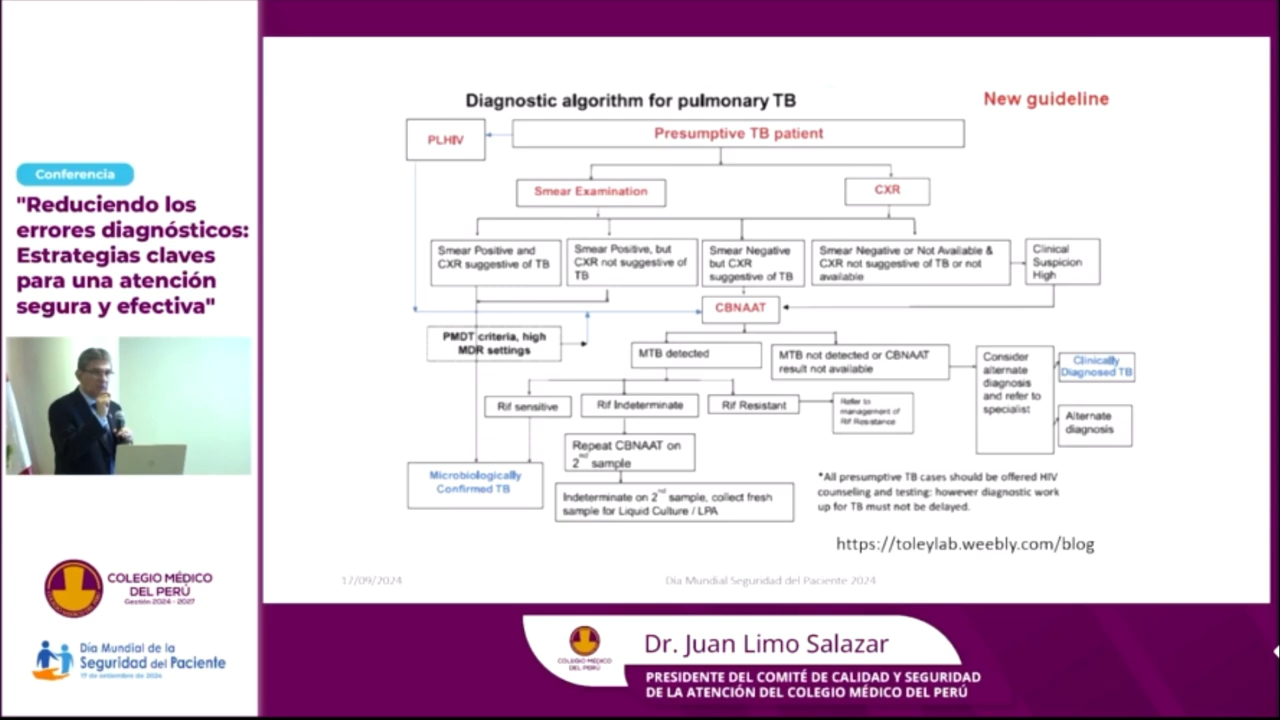 Conferencia
"Reduciendo los
errores diagnósticos:
Estrategias claves
para una atención
segura y efectiva"
COLEGIO MÉDICO
DEL PERÚ
Gestión 2024 - 2027
Día Mundial de la
Seguridad del Paciente
17 de setiembre de 2024
Diagnostic algorithm for pulmonary TB
New guideline
PLHIV
Presumptive TB patient
Smear Examination
CXR
Smear Positive and
CXR suggestive of TB
Smear Positive, but
CXR not suggestive of
TB
Smear Negative
but CXR
suggestive of TB
Smear Negative or Not Available &
CXR not suggestive of TB or not
available
Clinical
Suspicion
High
CBNAAT
PMDT criteria, high
MDR settings
MTB detected
MTB not detected or CBNAAT
result not available
Consider
alternate
diagnosis
and refer to
specialist
Clinically
Diagnosed TB
Alternate
diagnosis
Rif sensitive
Rif Indeterminate
Rif Resistant
Refer to
management of
Rif Resistance
Repeat CBNAAT on
2nd sample
Microbiologically
Confirmed TB
Indeterminate on 2nd sample, collect fresh
sample for Liquid Culture / LPA
*All presumptive TB cases should be offered HIV
counseling and testing: however diagnostic work
up for TB must not be delayed.
https://toleylab.weebly.com/blog
17/09/2024
Día Mundial Seguridad del Paciente 2024
COLEGIO MÉDICO
DEL PERÚ
Dr. Juan Limo Salazar
PRESIDENTE DEL COMITÉ DE CALIDAD Y SEGURIDAD
DE LA ATENCIÓN DEL COLEGIO MÉDICO DEL PERÚ